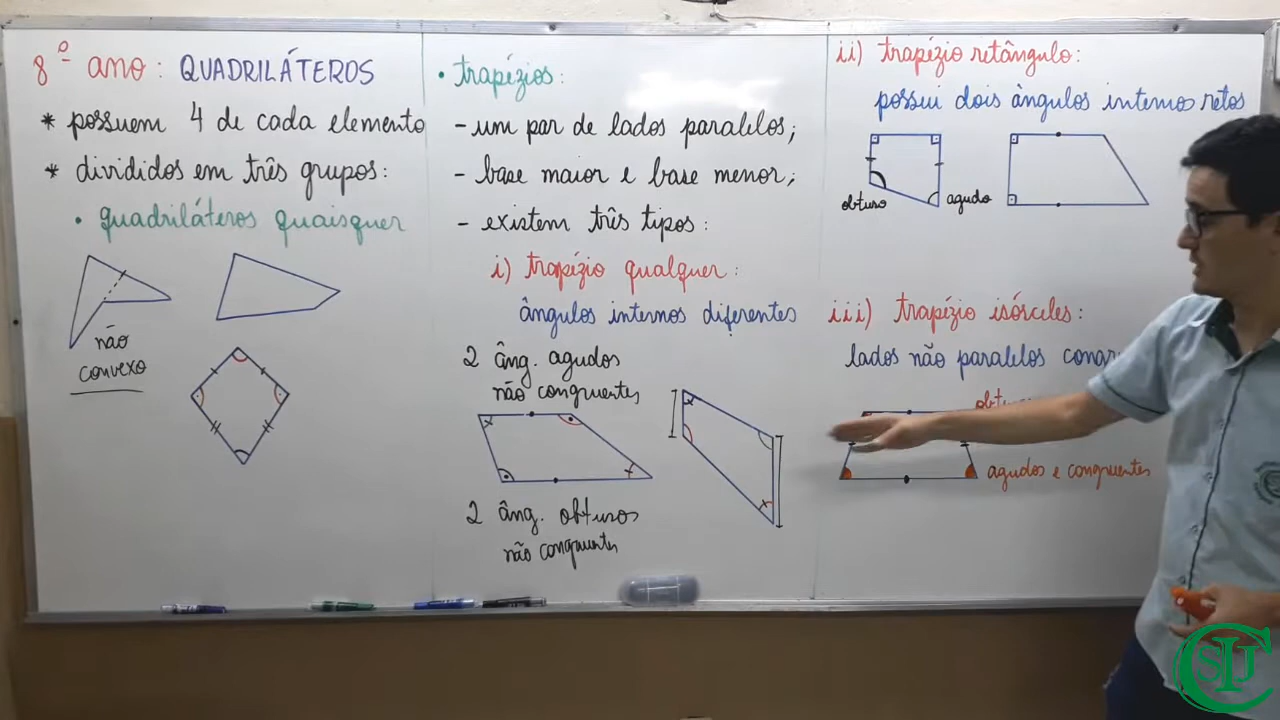 8º ano: QUADRILÁTEROS
* possuem 4 de cada elemento
* divididos em três grupos:
• quadriláteros quaisquer
não
convexo
• trapézios:
- um par de lados paralelos;
- base maior e base menor;
- existem três tipos:
i) trapézio qualquer:
ângulos internos diferentes
2 âng. agudos
não congruentes
x
x
x
x
2 âng. obtusos
não congruentes
ii) trapézio retângulo:
possui dois ângulos internos retos
obtuso
agudo
iii) trapézio isósceles:
lados não paralelos
agudos e congruentes
CSIJ